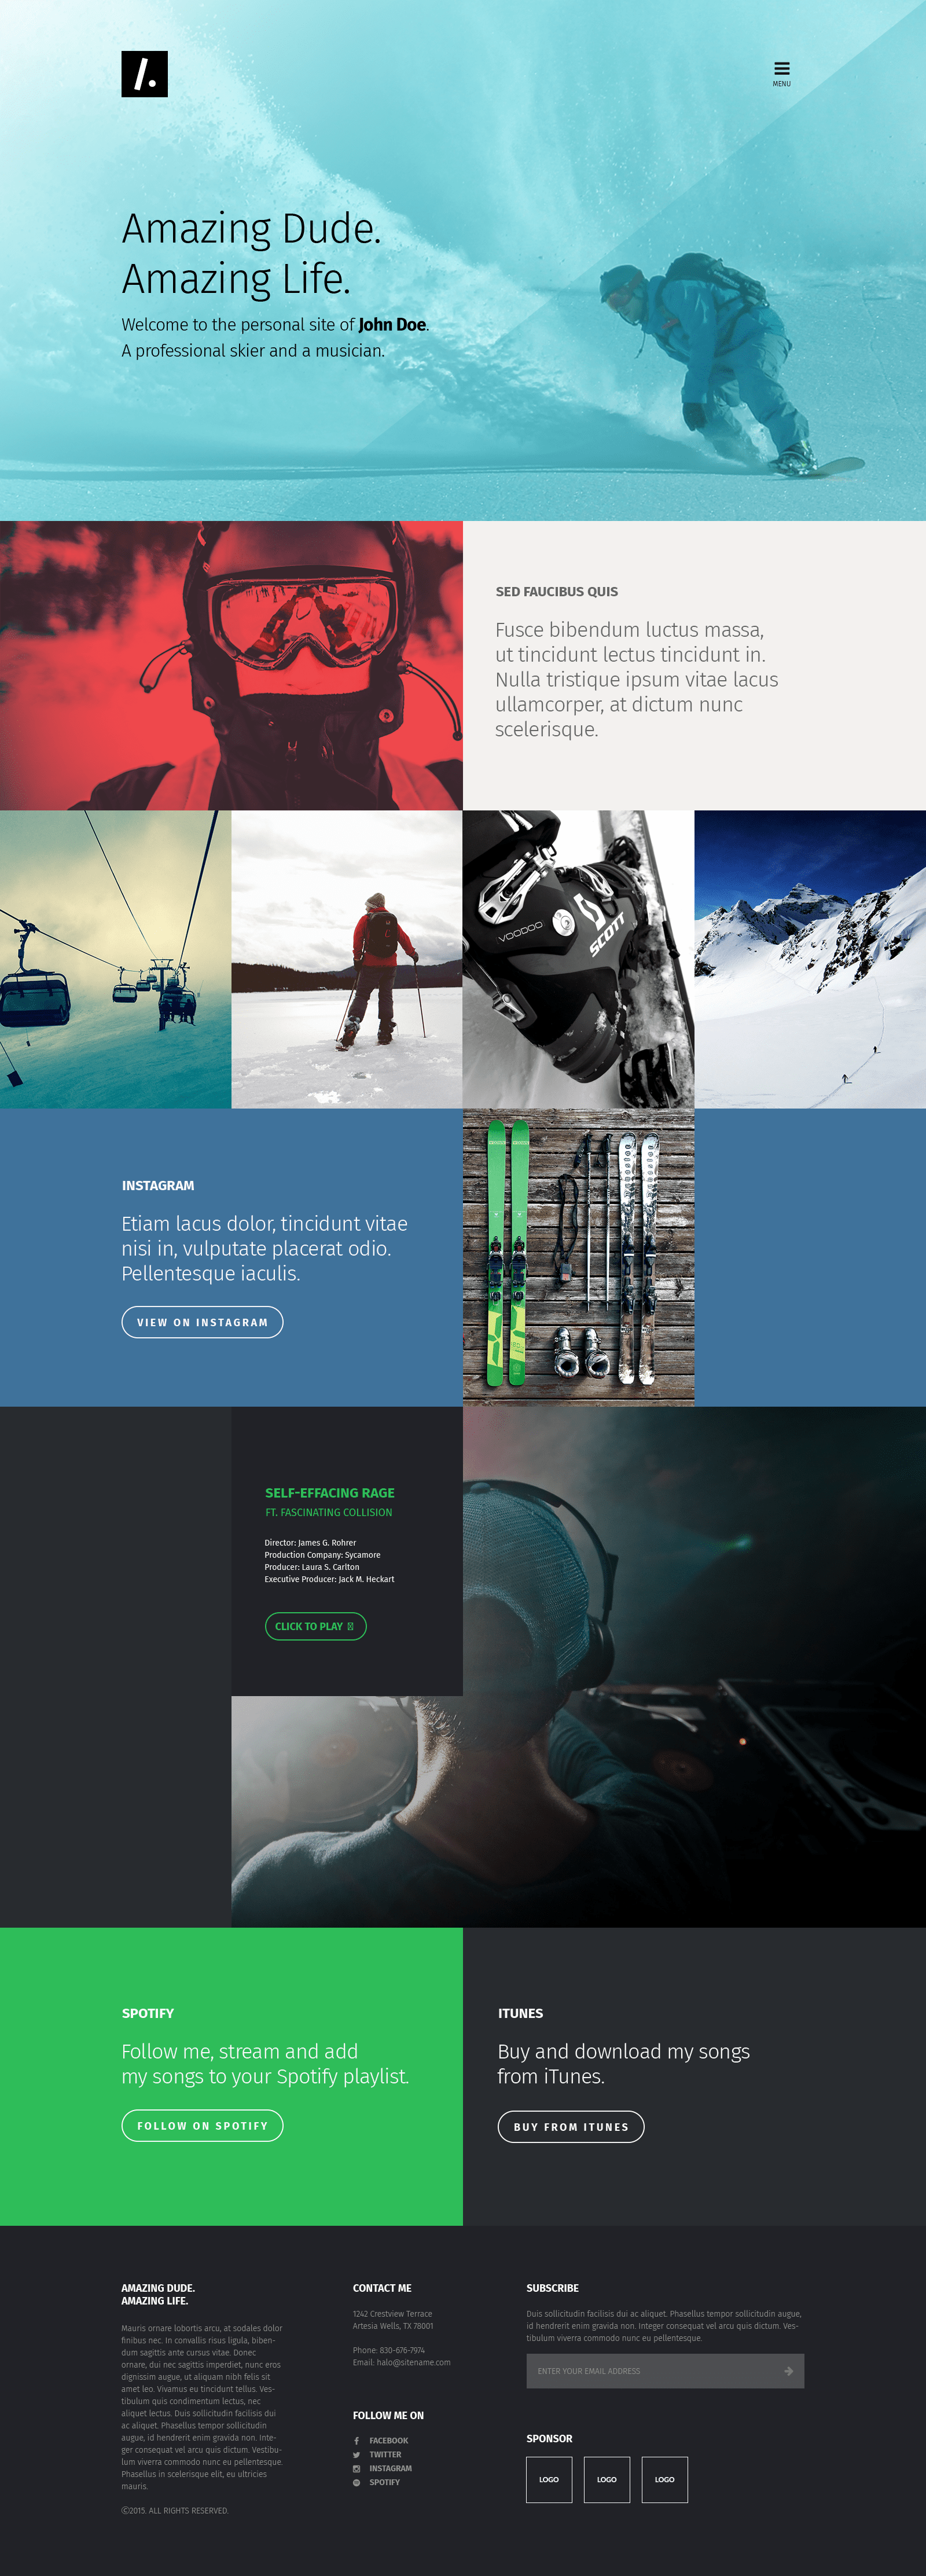 /.
MENU
Amazing Dude.
Amazing Life.
Welcome to the personal site of John Doe.
A professional skier and a musician.
SED FAUCIBUS QUIS
Fusce bibendum luctus massa,
ut tincidunt lectus tincidunt in.
Nulla tristique ipsum vitae lacus
ullamcorper, at dictum nunc
scelerisque.
VOODOO
SCOTT
INSTAGRAM
Etiam lacus dolor, tincidunt vitae
nisi in, vulputate placerat odio.
Pellentesque iaculis.
VIEW ON INSTAGRAM
SELF-EFFACING RAGE
FT. FASCINATING COLLISION
Director: James G. Rohrer
Production Company: Sycamore
Producer: Laura S. Carlton
Executive Producer: Jack M. Heckart
CLICK TO PLAY
SPOTIFY
Follow me, stream and add
my songs to your Spotify playlist.
FOLLOW ON SPOTIFY
ITUNES
Buy and download my songs
from iTunes.
BUY FROM ITUNES
AMAZING DUDE.
AMAZING LIFE.
Mauris ornare lobortis arcu, at sodales dolor
finibus nec. In convallis risus ligula, biben-
dum sagittis ante cursus vitae. Donec
ornare, dui nec sagittis imperdiet, nunc eros
dignissim augue, ut aliquam nibh felis sit
amet leo. Vivamus eu tincidunt tellus. Ves-
tibulum quis condimentum lectus, nec
aliquet lectus. Duis sollicitudin facilisis dui
ac aliquet. Phasellus tempor sollicitudin
augue, id hendrerit enim gravida non. Inte-
ger consequat vel arcu quis dictum. Vestibu-
lum viverra commodo nunc eu pellentesque.
Phasellus in scelerisque elit, eu ultricies
mauris.
©2015. ALL RIGHTS RESERVED.
CONTACT ME
1242 Crestview Terrace
Artesia Wells, TX 78001
Phone: 830-676-7974
Email: halo@sitename.com
FOLLOW ME ON
FACEBOOK
TWITTER
INSTAGRAM
SPOTIFY
SUBSCRIBE
Duis sollicitudin facilisis dui ac aliquet. Phasellus tempor sollicitudin augue,
id hendrerit enim gravida non. Integer consequat vel arcu quis dictum. Ves-
tibulum viverra commodo nunc eu pellentesque.
ENTER YOUR EMAIL ADDRESS
SPONSOR
LOGO
LOGO
LOGO